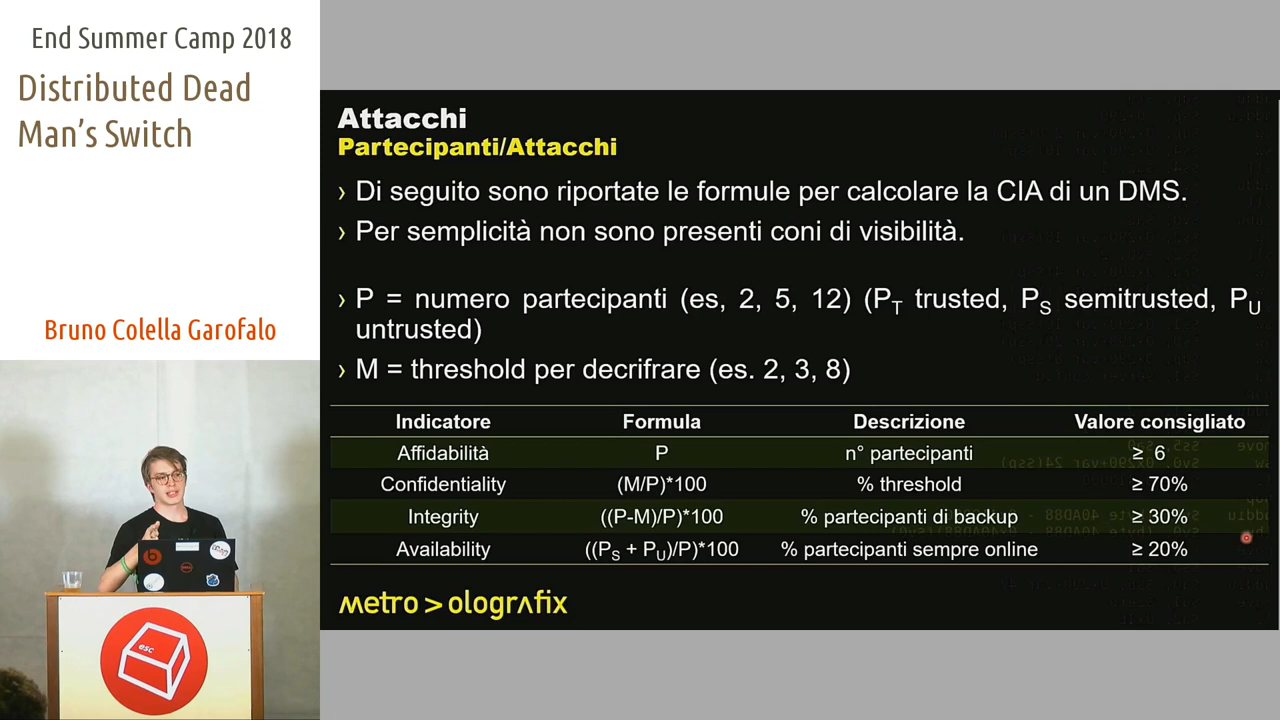 End Summer Camp 2018
Distributed Dead
Man's Switch
Bruno Colella Garofalo
Attacchi
Partecipanti/Attacchi
› Di seguito sono riportate le formule per calcolare la CIA di un DMS.
› Per semplicità non sono presenti coni di visibilità.
› P = numero partecipanti (es, 2, 5, 12) (PT trusted, PS semitrusted, PU
untrusted)
› M = threshold per decifrare (es. 2, 3, 8)
Indicatore Formula Descrizione Valore consigliato
Affidabilità P n° partecipanti ≥ 6
Confidentiality (M/P)*100 % threshold ≥ 70%
Integrity ((P-M)/P)*100 % partecipanti di backup ≥ 30%
Availability ((PS + PU)/P)*100 % partecipanti sempre online ≥ 20%
metro > olografix
esc